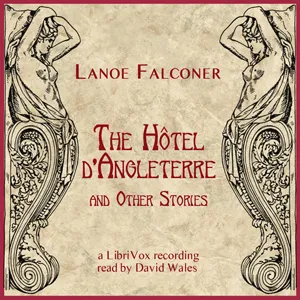 Lanoe Falconer
The Hôtel
d'Angleterre
and Other Stories
a LibriVox recording
read by David Wales